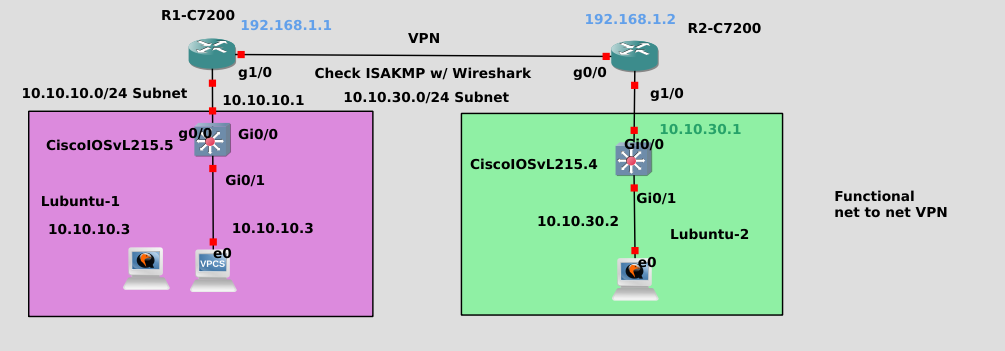 R1-C7200
192.168.1.1
VPN
192.168.1.2
R2-C7200
g1/0
Check ISAKMP w/ Wireshark
g0/0
10.10.10.0/24 Subnet
10.10.10.1
10.10.30.0/24 Subnet
g1/0
g0/0
Gi0/0
CiscoIOSvL215.5
10.10.30.1
Gi0/0
CiscoIOSvL215.4
Gi0/1
Gi0/1
Lubuntu-1
10.10.10.3
10.10.10.3
10.10.30.2
Lubuntu-2
Functional
net to net VPN
e0
VPCS
e0